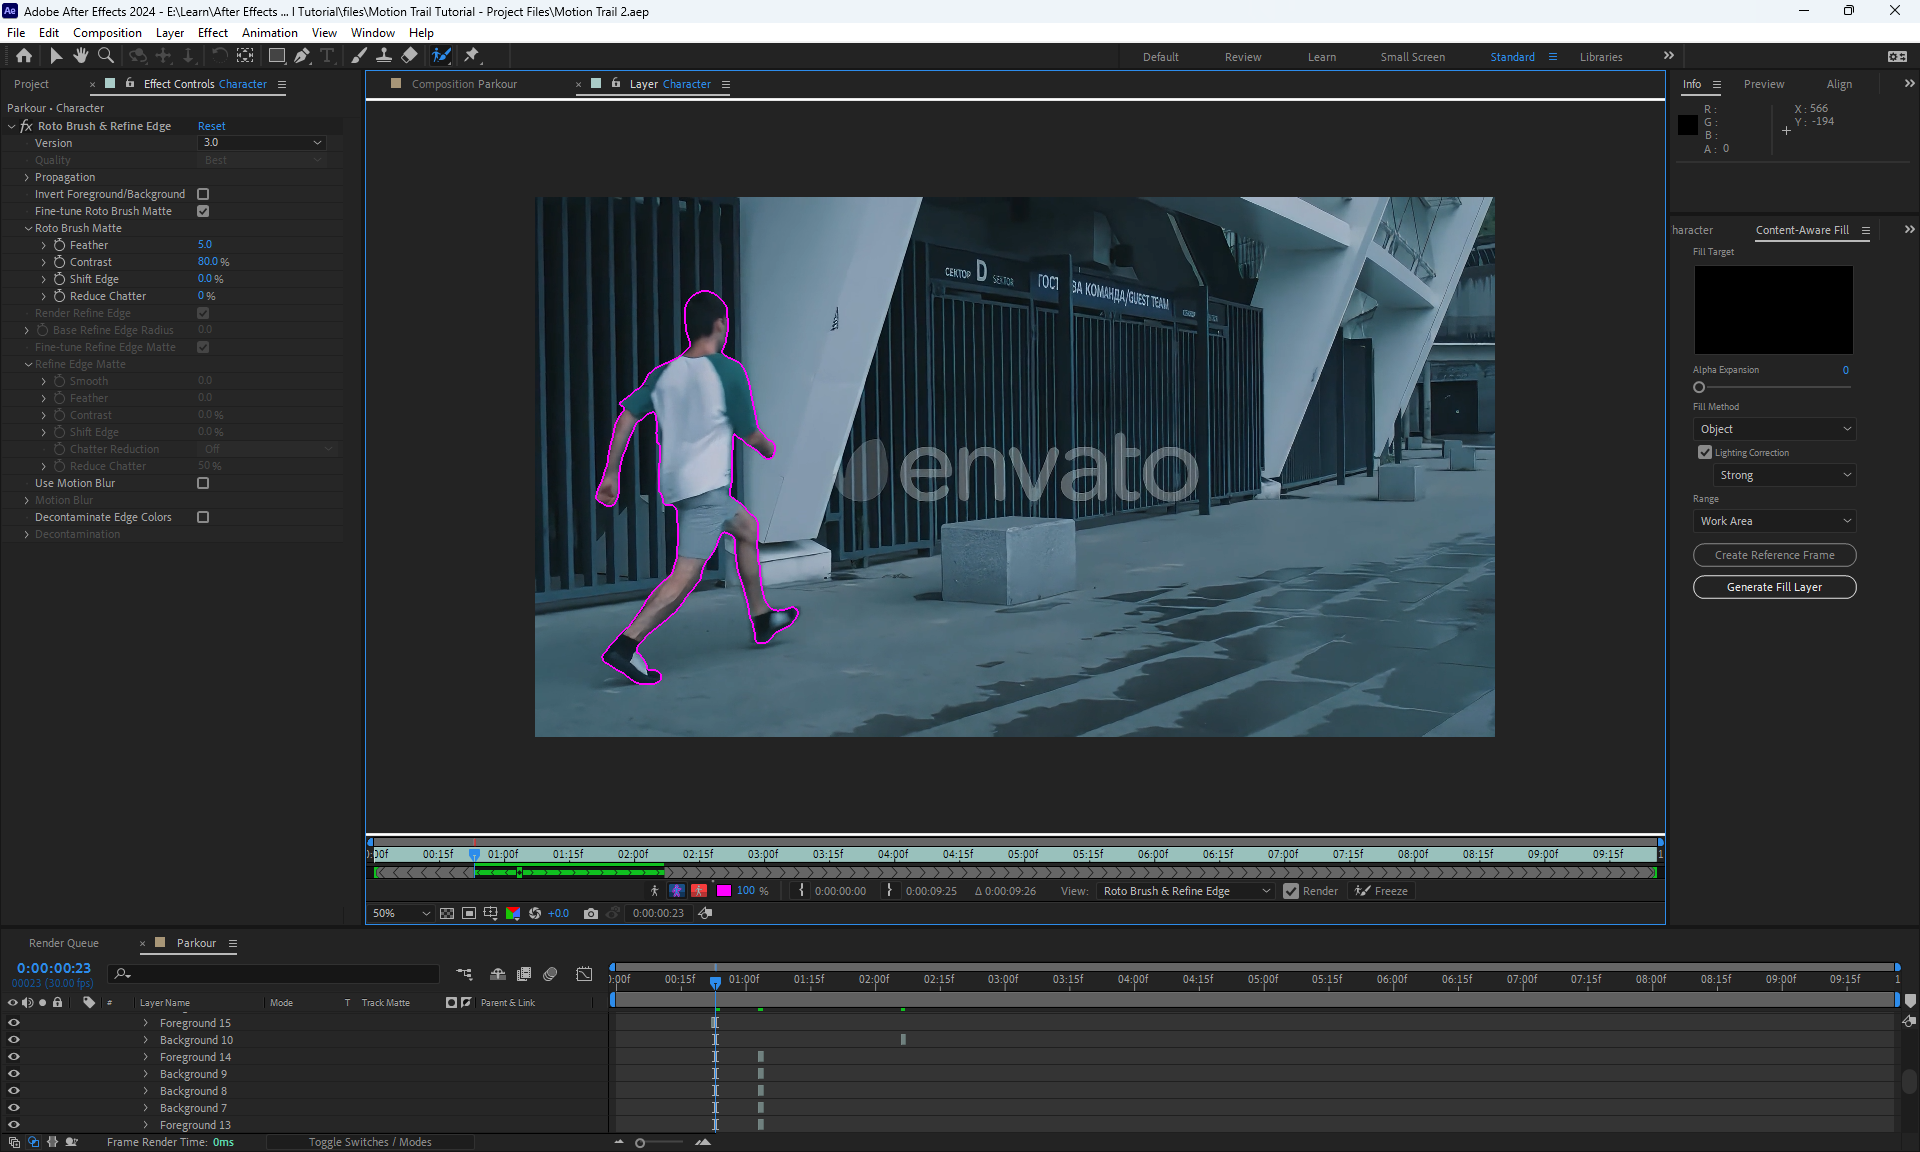 Ae Adobe After Effects 2024 - E:\Learn\After Effects ... l Tutorial\files\Motion Trail Tutorial - Project Files\Motion Trail 2.aep
File Edit Composition Layer Effect Animation View Window Help
Default Review Learn Small Screen Standard Libraries
Project Effect Controls Character
Parkour • Character
fx Roto Brush & Refine Edge Reset
Version 3.0
Quality Best
Propagation
Invert Foreground/Background
Fine-tune Roto Brush Matte
Roto Brush Matte
Feather 5.0
Contrast 80.0 %
Shift Edge 0.0 %
Reduce Chatter 0 %
Render Refine Edge
Base Refine Edge Radius 0.0
Fine-tune Refine Edge Matte
Refine Edge Matte
Smooth 0.0
Feather 0.0
Contrast 0.0 %
Shift Edge 0.0 %
Chatter Reduction Off
Reduce Chatter 50 %
Use Motion Blur
Motion Blur
Decontaminate Edge Colors
Decontamination
Composition Parkour Layer Character
СЕКТОР D SEKTOR
КОМАНДА/GUEST TEAM
envato
:00f 00:15f 01:00f 01:15f 02:00f 02:15f 03:00f 03:15f 04:00f 04:15f 05:00f 05:15f 06:00f 06:15f 07:00f 07:15f 08:00f 08:15f 09:00f 09:15f 1
100 % 0:00:00:00 0:00:09:25 Δ 0:00:09:26 View: Roto Brush & Refine Edge Render Freeze
50% +0.0 0:00:00:23
Info Preview Align
R :
G :
B :
A : 0
X : 566
Y : -194
haracter Content-Aware Fill
Fill Target
Alpha Expansion 0
Fill Method
Object
Lighting Correction
Strong
Range
Work Area
Create Reference Frame
Generate Fill Layer
Render Queue Parkour
0:00:00:23
00023 (30.00 fps)
# Layer Name Mode T Track Matte Parent & Link
:00f 00:15f 01:00f 01:15f 02:00f 02:15f 03:00f 03:15f 04:00f 04:15f 05:00f 05:15f 06:00f 06:15f 07:00f 07:15f 08:00f 08:15f 09:00f 09:15f 1
Foreground 15
Background 10
Foreground 14
Background 9
Background 8
Background 7
Foreground 13
Frame Render Time: 0ms Toggle Switches / Modes